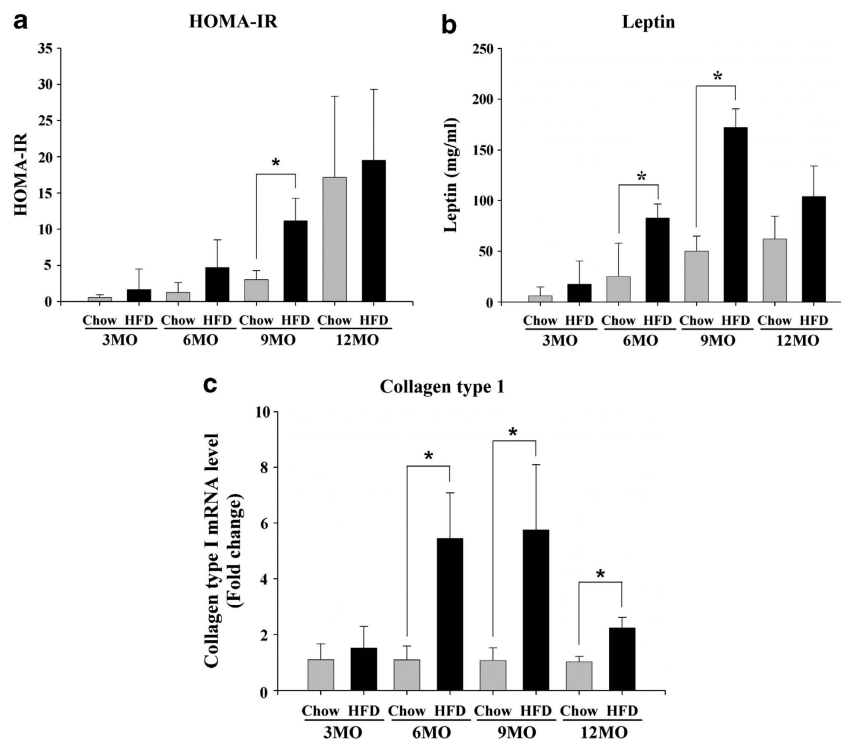 a
HOMA-IR
HOMA-IR
35
30
25
20
15
10
5
0
*
Chow HFD Chow HFD Chow HFD Chow HFD
3MO 6MO 9MO 12MO
b
Leptin
Leptin (mg/ml)
250
200
150
100
50
0
*
*
Chow HFD Chow HFD Chow HFD Chow HFD
3MO 6MO 9MO 12MO
c
Collagen type 1
Collagen type I mRNA level
(Fold change)
10
8
6
4
2
0
*
*
*
Chow HFD Chow HFD Chow HFD Chow HFD
3MO 6MO 9MO 12MO